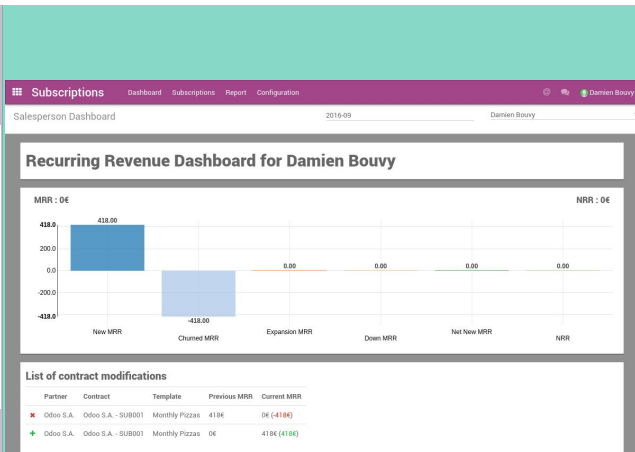 Subscriptions Dashboard Subscriptions Report Configuration Damien Bouvy
Salesperson Dashboard 2016-09 Damien Bouvy
Recurring Revenue Dashboard for Damien Bouvy
MRR : 0€ NRR : 0€
418.0 418.00
200.0
0.0 0.00 0.00 0.00 0.00
-200.0
-418.0 -418.00
New MRR Churned MRR Expansion MRR Down MRR Net New MRR NRR
List of contract modifications
Partner Contract Template Previous MRR Current MRR
Odoo S.A. Odoo S.A. - SUB001 Monthly Pizzas 418€ 0€ (-418€)
Odoo S.A. Odoo S.A. - SUB001 Monthly Pizzas 0€ 418€ (418€)